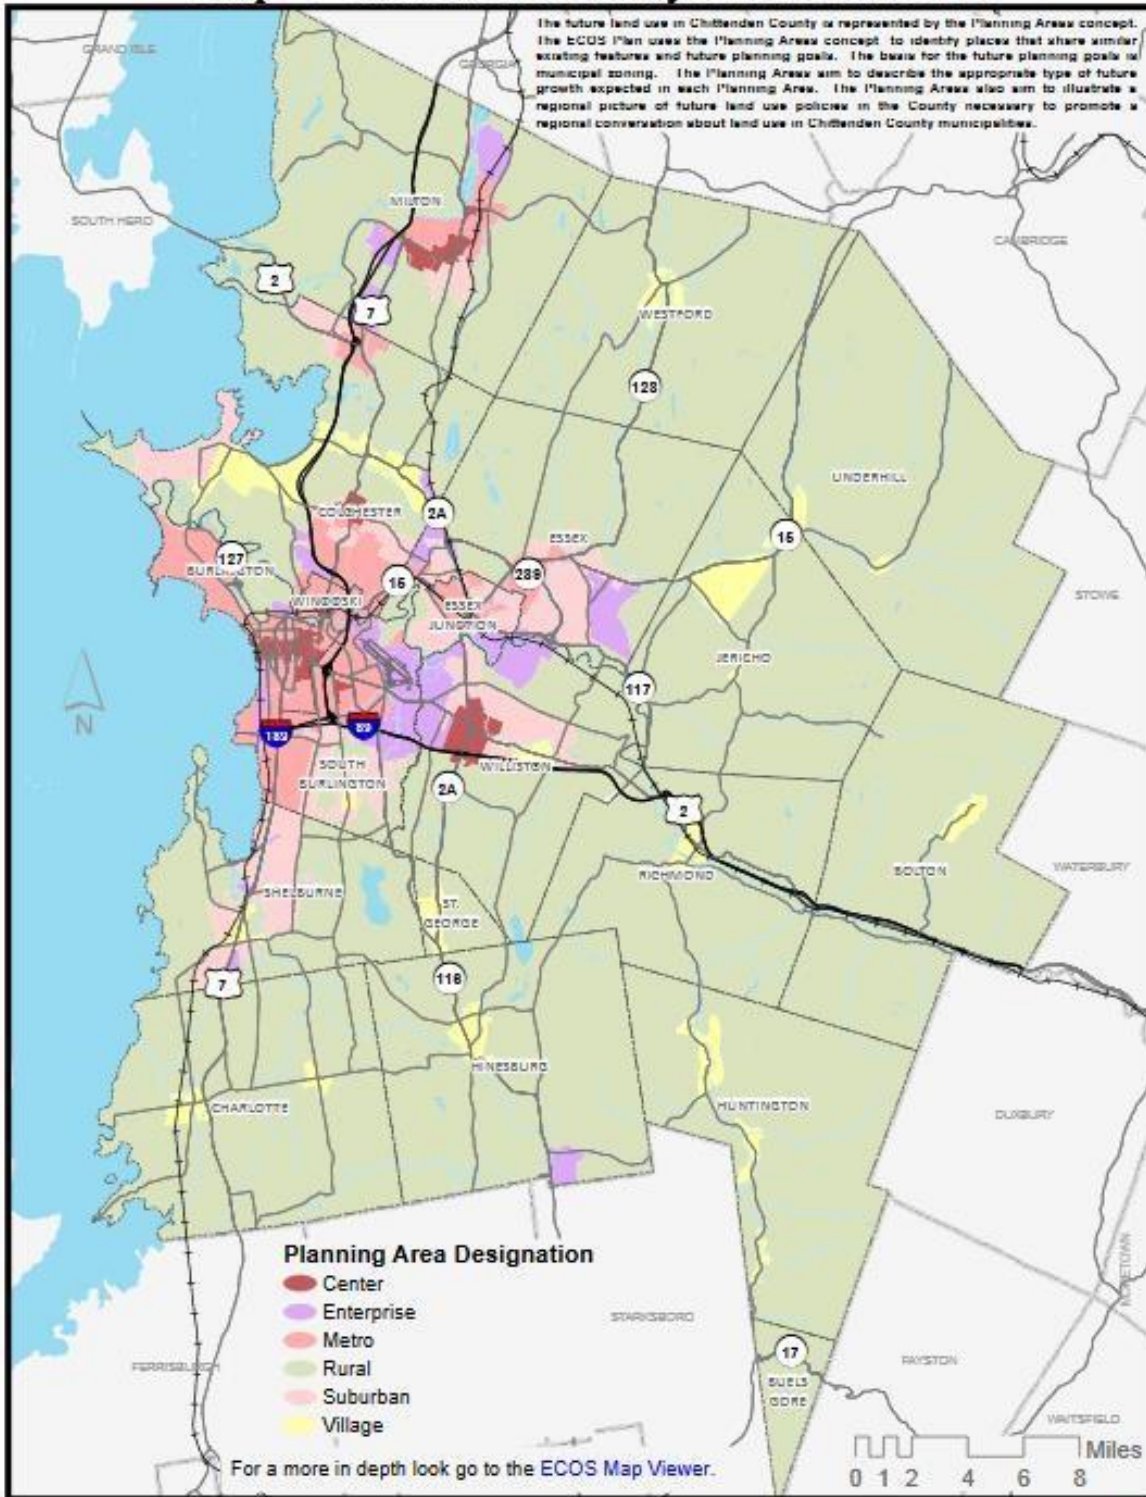 The future land use in Chittenden County is represented by the Planning Areas concept.
The ECOS Plan uses the Planning Areas concept to identify places that share similar
existing features and future planning goals. The basis for the future planning goals is
municipal zoning. The Planning Areas aim to describe the appropriate type of future
growth expected in each Planning Area. The Planning Areas also aim to illustrate a
regional picture of future land use policies in the County necessary to promote a
regional conversation about land use in Chittenden County municipalities.
GRAND ISLE
GEORGIA
MILTON
SOUTH HERO
CAMBRIDGE
2
7
WESTFORD
128
UNDERHILL
COLCHESTER
2A
15
ESSEX
127
BURLINGTON
289
15
WINOOSKI
ESSEX
JUNCTION
STOWE
JERICHO
117
189
89
SOUTH
BURLINGTON
WILLISTON
2A
2
RICHMOND
BOLTON
WATERBURY
SHELBURNE
ST.
GEORGE
7
116
HINESBURG
CHARLOTTE
HUNTINGTON
DUXBURY
Planning Area Designation
Center
Enterprise
Metro
Rural
Suburban
Village
STARKSBORO
MORETOWN
FERRISBURGH
17
BUELS
GORE
FAYSTON
WAITSFIELD
N
Miles
0 1 2 4 6 8
For a more in depth look go to the ECOS Map Viewer.